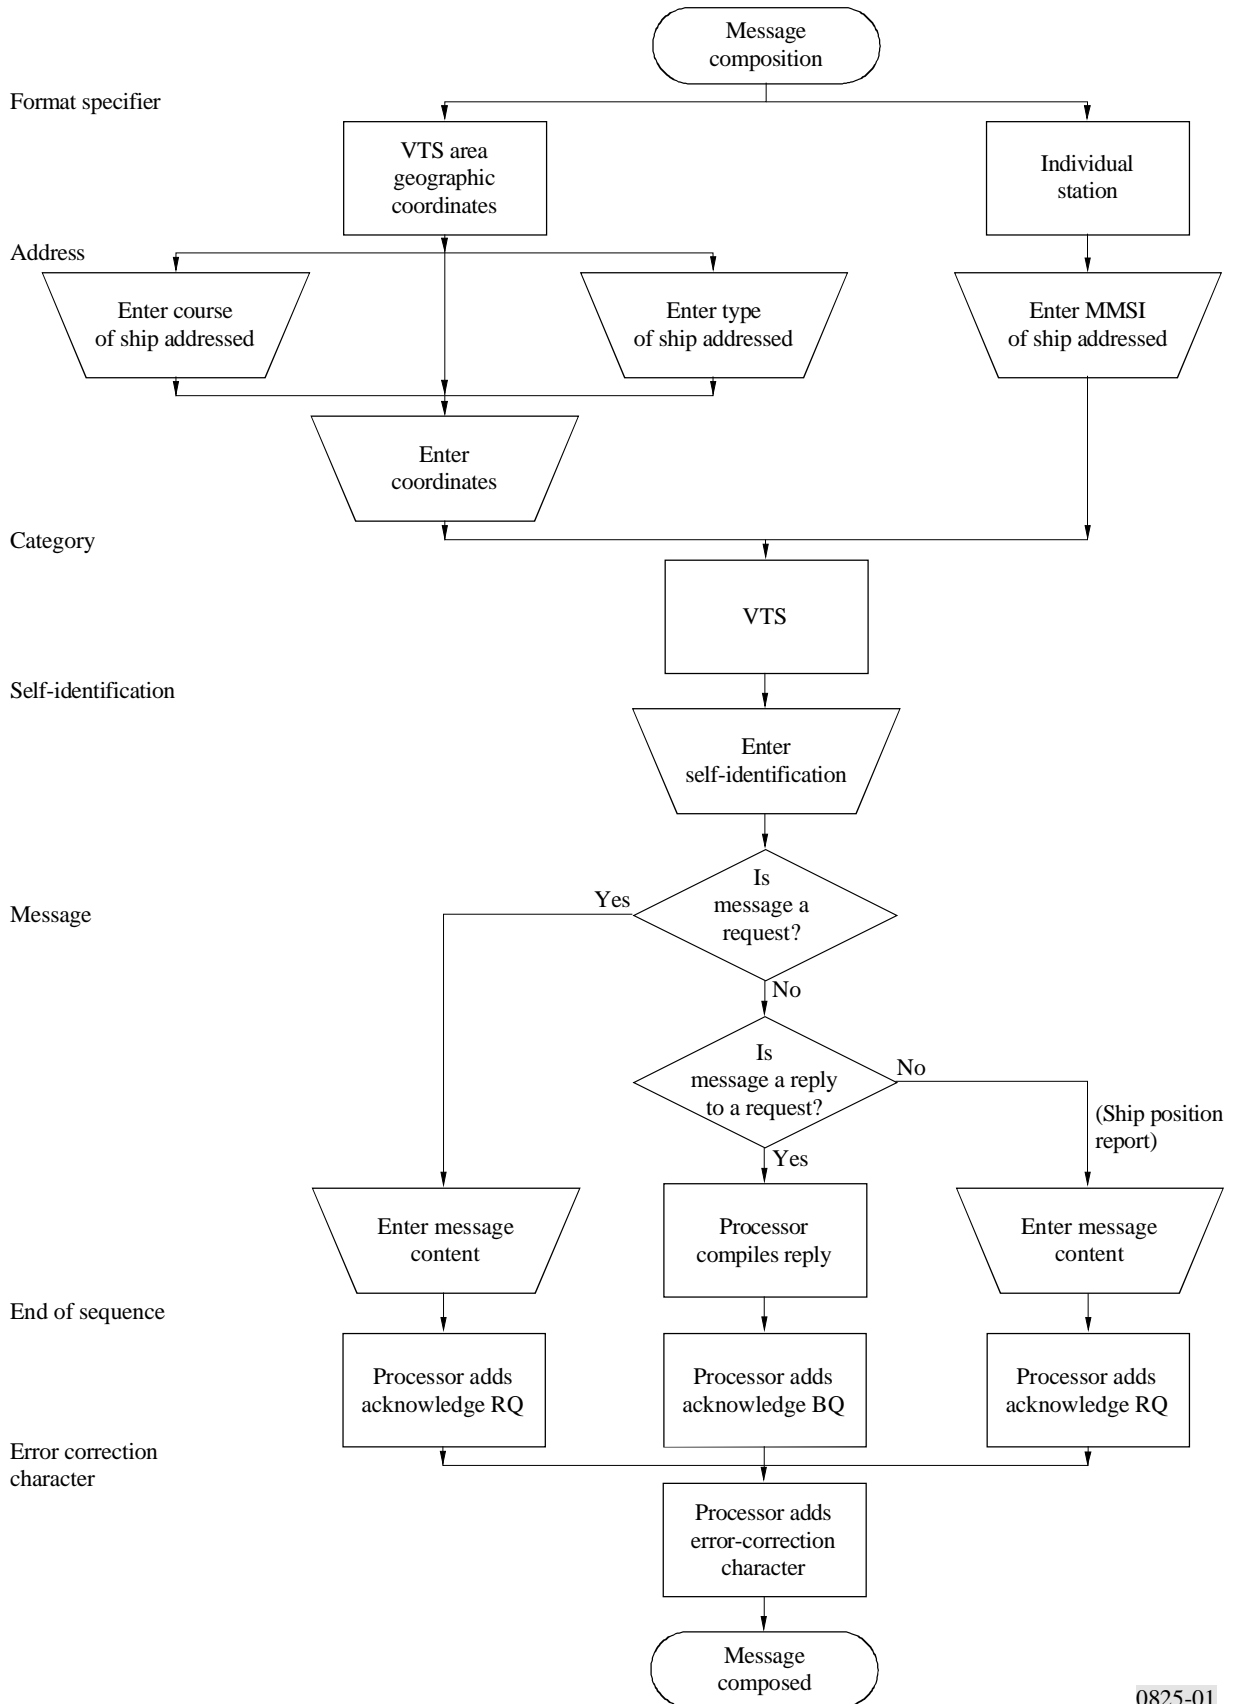 Message
composition
Format specifier
VTS area
geographic
coordinates
Individual
station
Address
Enter course
of ship addressed
Enter type
of ship addressed
Enter MMSI
of ship addressed
Enter
coordinates
Category
VTS
Self-identification
Enter
self-identification
Message
Yes
Is
message a
request?
No
Is
message a reply
to a request?
No
(Ship position
report)
Yes
Enter message
content
Processor
compiles reply
Enter message
content
End of sequence
Processor adds
acknowledge RQ
Processor adds
acknowledge BQ
Processor adds
acknowledge RQ
Error correction
character
Processor adds
error-correction
character
Message
composed
0825-01